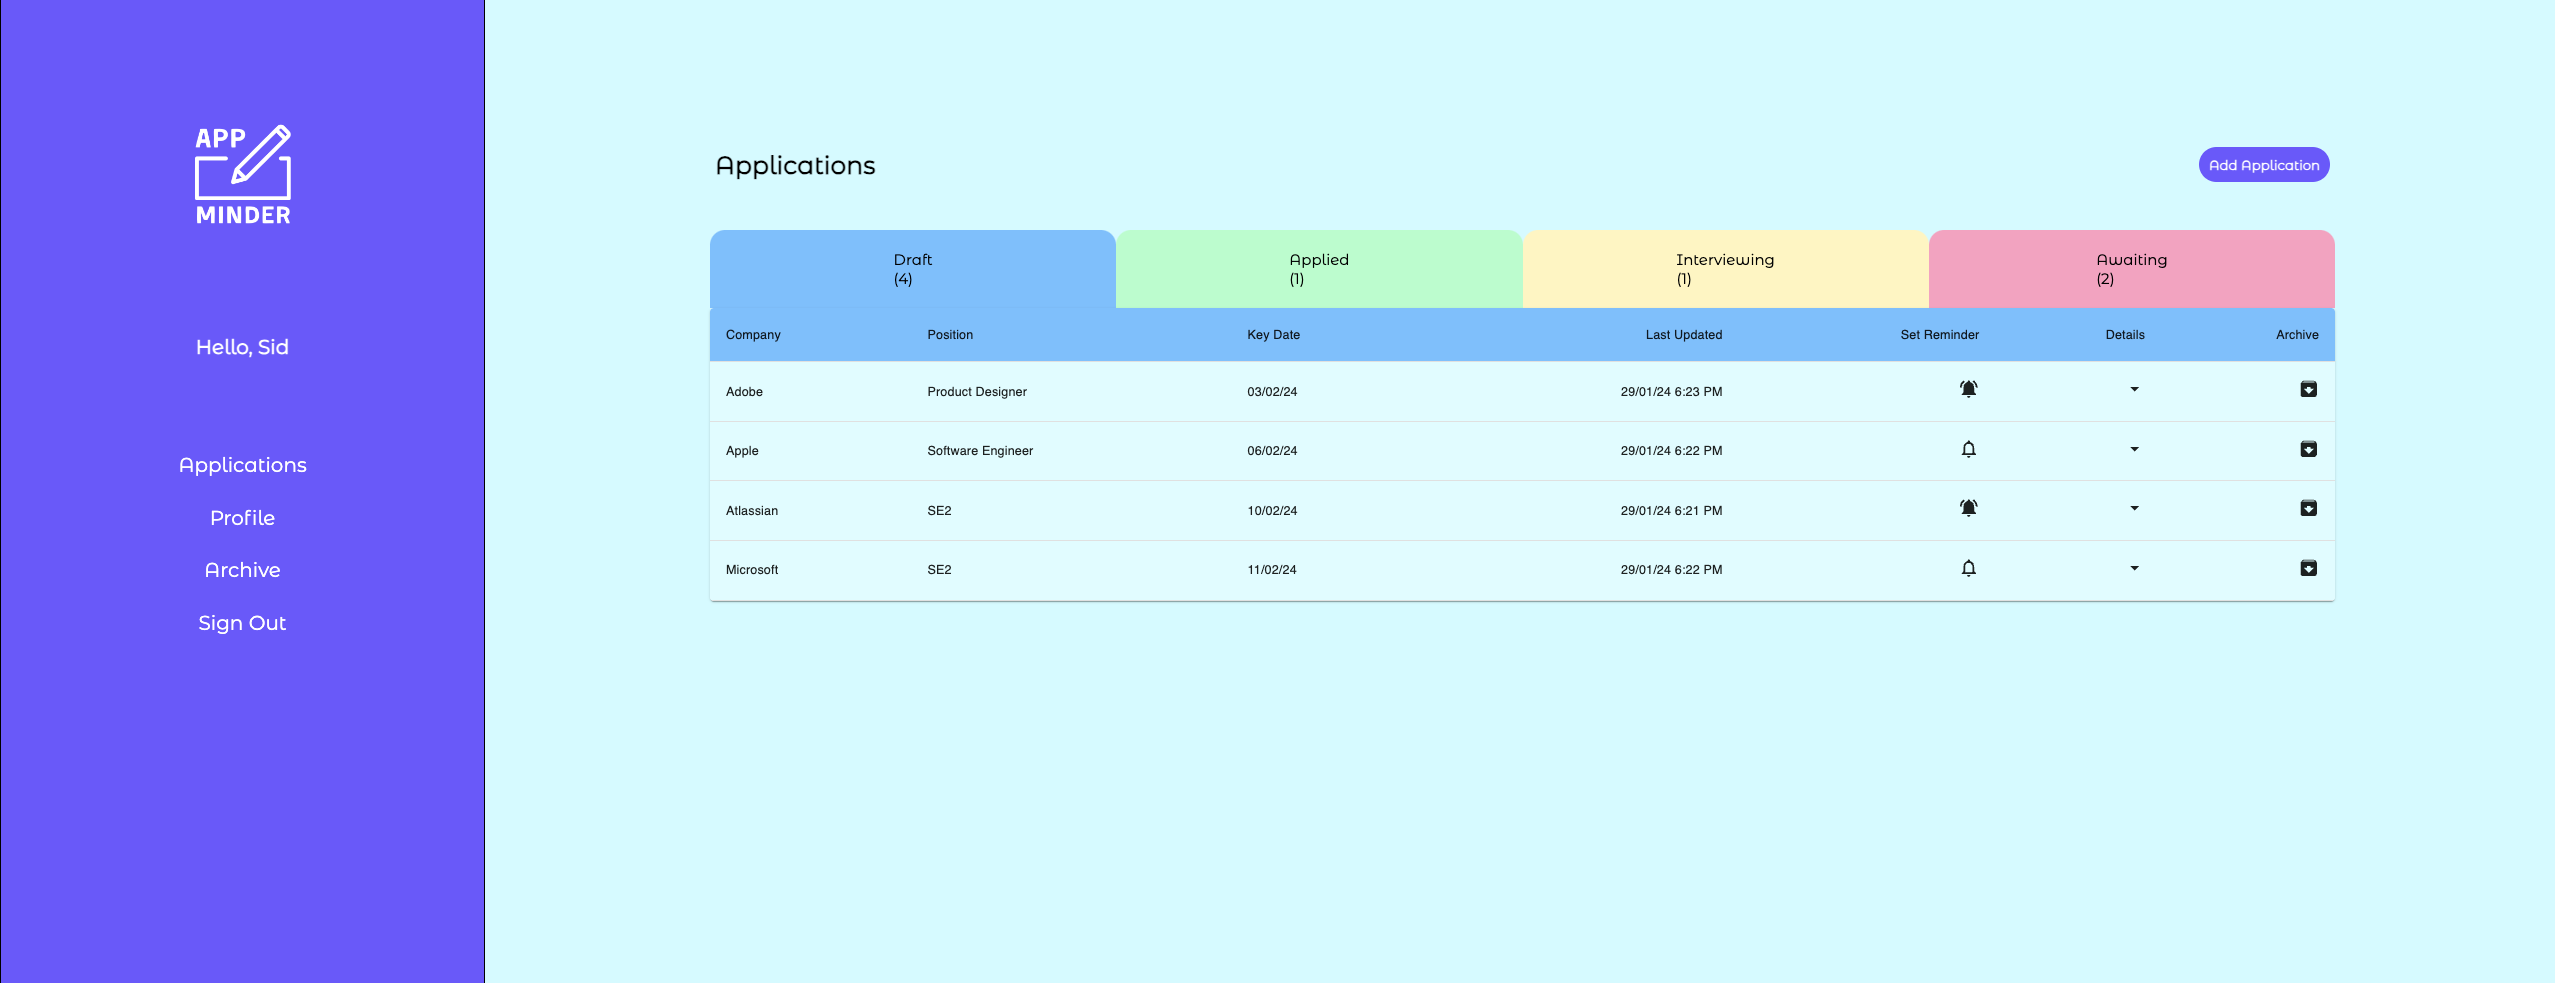 APP
MINDER
Hello, Sid
Applications
Profile
Archive
Sign Out
Applications
Add Application
Draft
(4)
Applied
(1)
Interviewing
(1)
Awaiting
(2)
Company Position Key Date Last Updated Set Reminder Details Archive
Adobe Product Designer 03/02/24 29/01/24 6:23 PM
Apple Software Engineer 06/02/24 29/01/24 6:22 PM
Atlassian SE2 10/02/24 29/01/24 6:21 PM
Microsoft SE2 11/02/24 29/01/24 6:22 PM